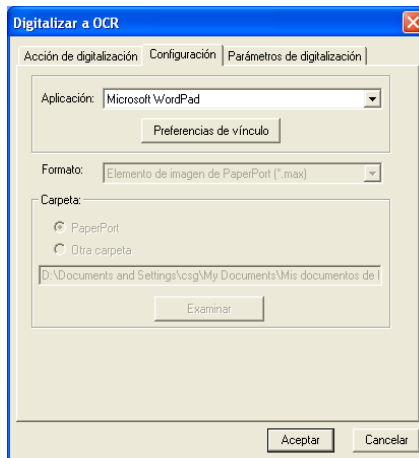 Digitalizar a OCR
Acción de digitalización Configuración Parámetros de digitalización
Aplicación: Microsoft WordPad
Preferencias de vínculo
Formato: Elemento de imagen de PaperPort (*.max)
Carpeta:
PaperPort
Otra carpeta
D:\Documents and Settings\csg\My Documents\Mis documentos de
Examinar
Aceptar Cancelar